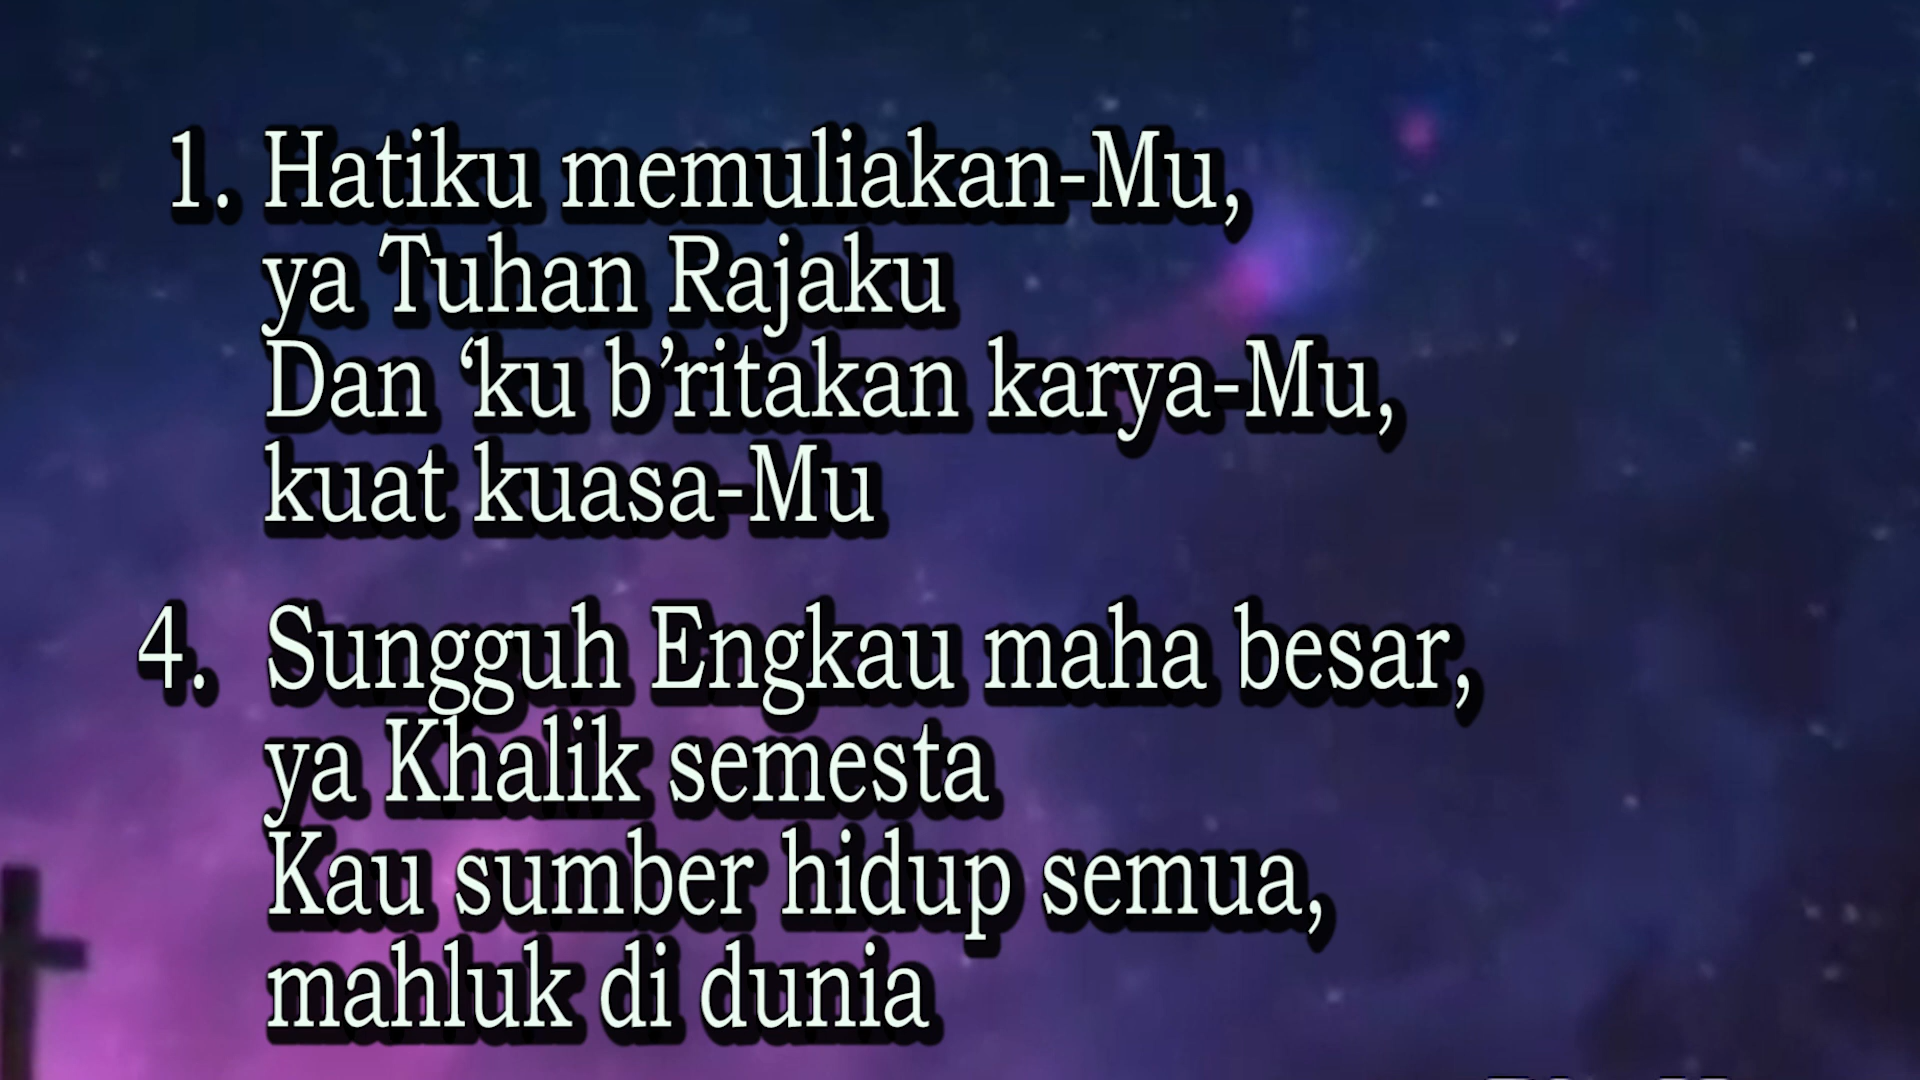 1. Hatiku memuliakan-Mu,
ya Tuhan Rajaku
Dan ‘ku b’ritakan karya-Mu,
kuat kuasa-Mu
4. Sungguh Engkau maha besar,
ya Khalik semesta
Kau sumber hidup semua,
mahluk di dunia